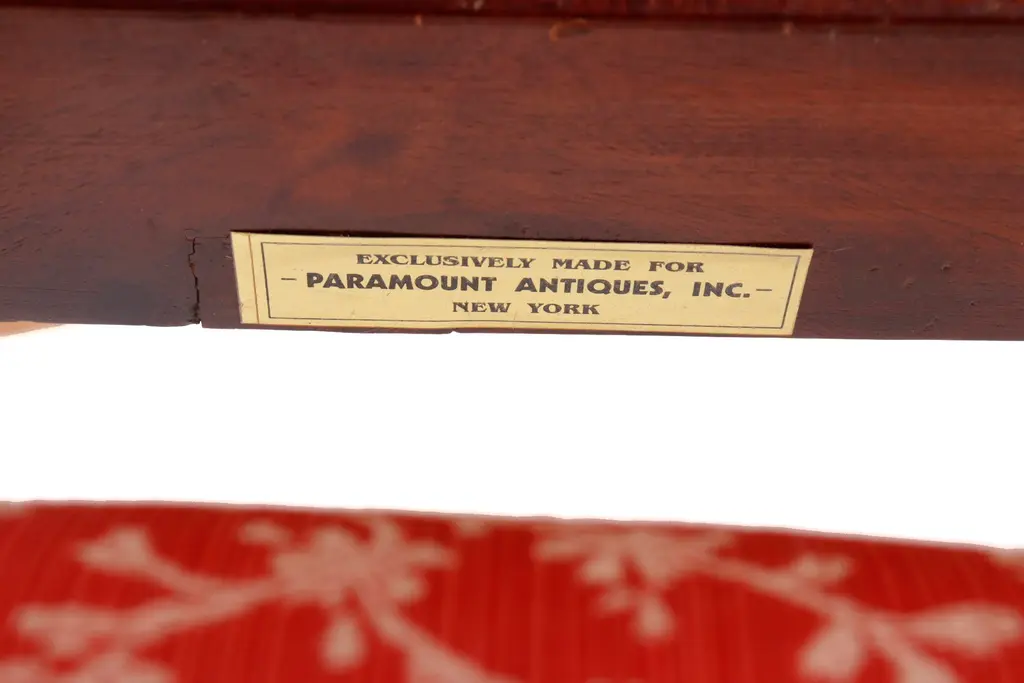 EXCLUSIVELY MADE FOR
- PARAMOUNT ANTIQUES, INC. -
NEW YORK